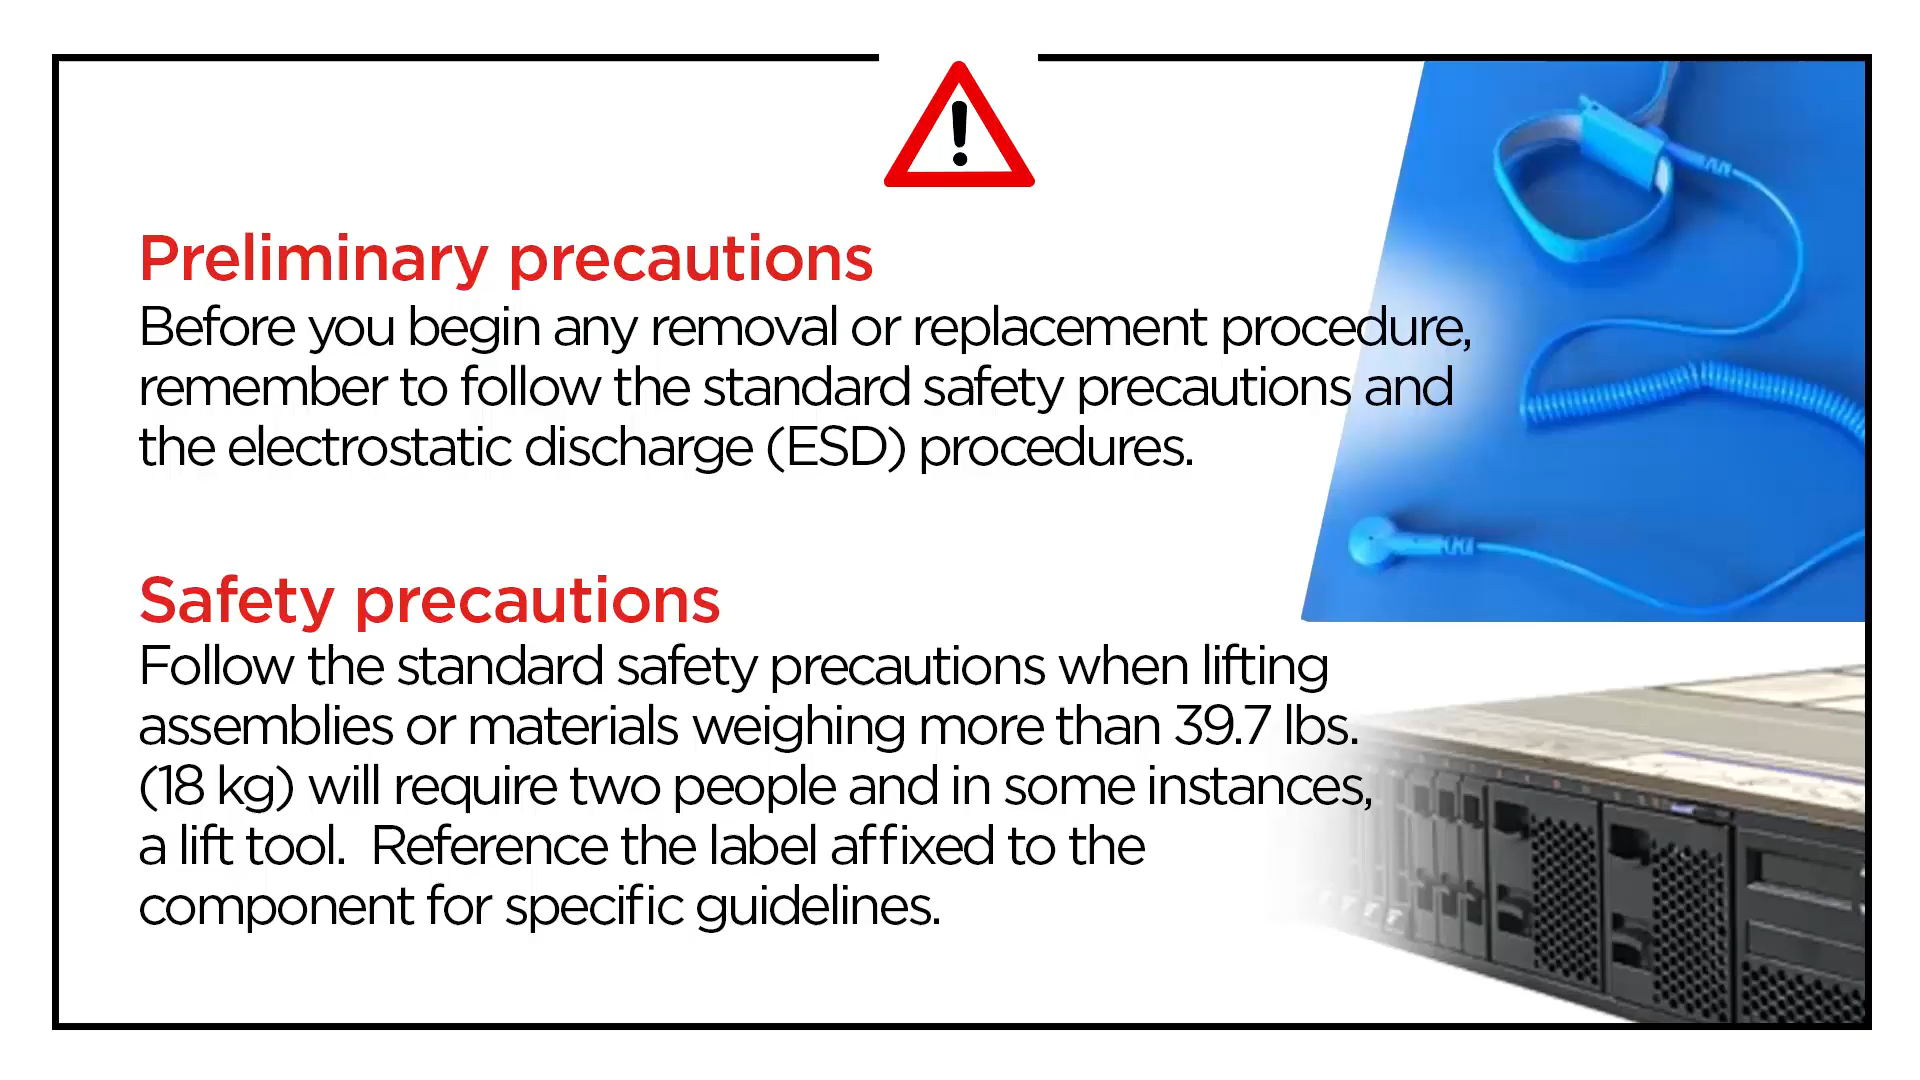 Preliminary precautions
Before you begin any removal or replacement procedure,
remember to follow the standard safety precautions and
the electrostatic discharge (ESD) procedures.
Safety precautions
Follow the standard safety precautions when lifting
assemblies or materials weighing more than 39.7 lbs.
(18 kg) will require two people and in some instances,
a lift tool.  Reference the label affixed to the
component for specific guidelines.